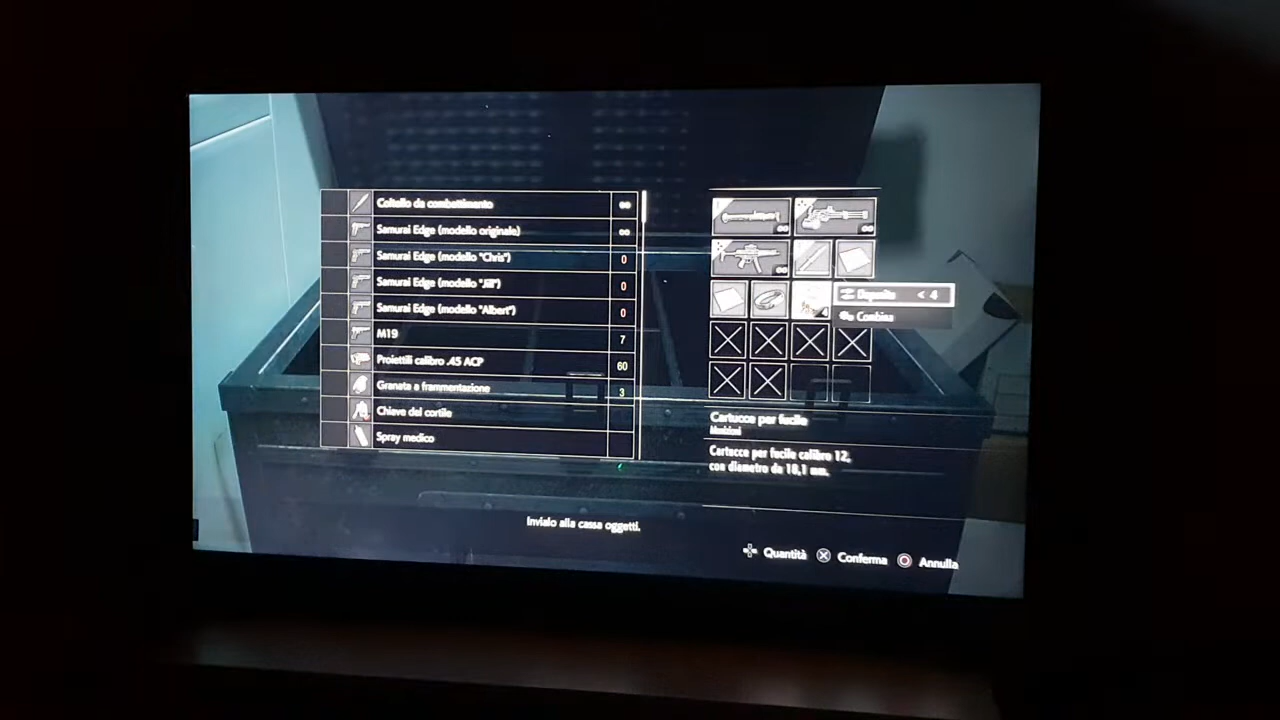 Coltello da combattimento ∞
Samurai Edge (modello originale) ∞
Samurai Edge (modello "Chris") 0
Samurai Edge (modello "Jill") 0
Samurai Edge (modello "Albert") 0
M19 7
Proiettili calibro .45 ACP 60
Granata a frammentazione 3
Chiave del cortile
Spray medico
∞ ∞
∞
Deposita < 4
Combina
Cartucce per fucile
Munizioni
Cartucce per fucile calibro 12,
con diametro da 18,1 mm.
Invialo alla cassa oggetti.
Quantità Conferma Annulla